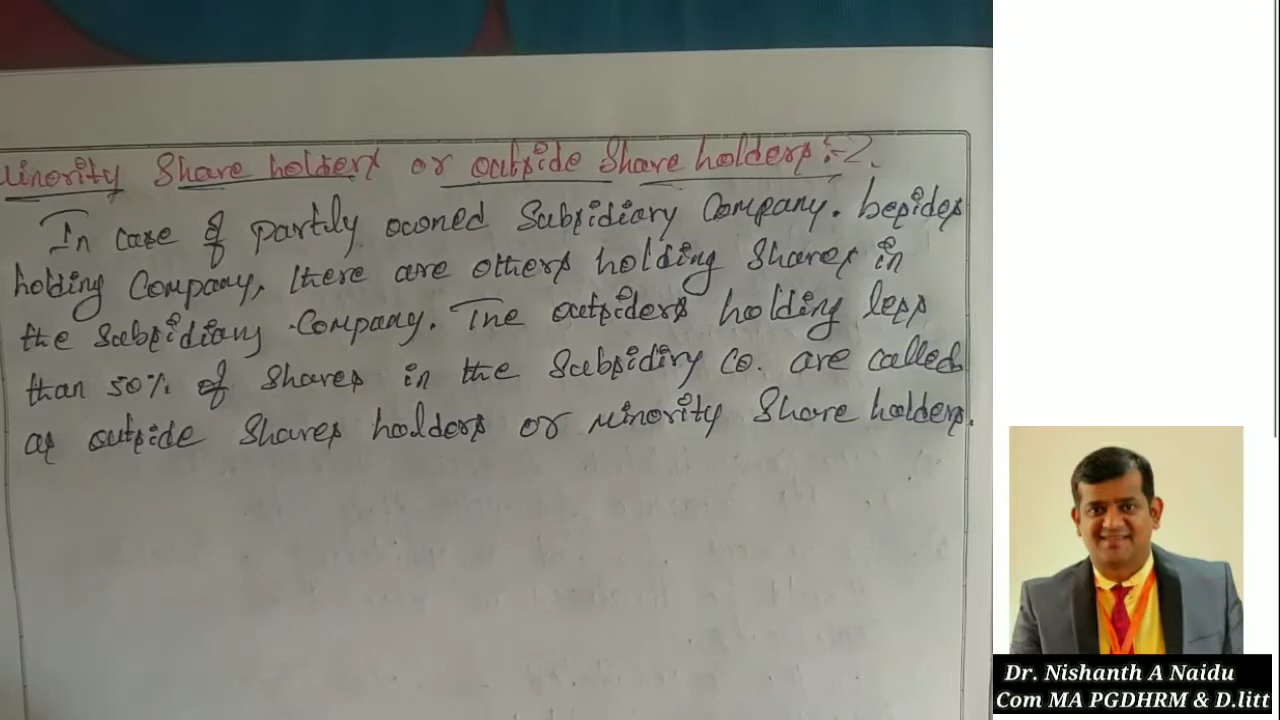 Minority Share holders or outside Share holders :- 2.
In case of partly owned Subsidiary Company. besides
holding Company, there are others holding Shares in
the Subsidiary Company. The outsiders holding less
than 50% of Shares in the Subsidiry Co. are called
as outside Shares holders or Minority Share holders.
Dr. Nishanth A Naidu
Com MA PGDHRM & D.litt